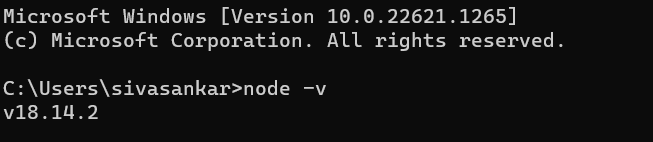 Microsoft Windows [Version 10.0.22621.1265]
(c) Microsoft Corporation. All rights reserved.
C:\Users\sivasankar>node -v
v18.14.2